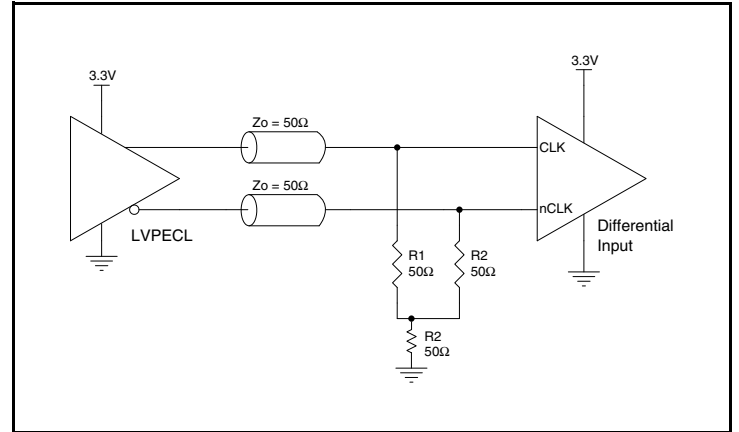 3.3V
3.3V
Zo = 50Ω
CLK
Zo = 50Ω
nCLK
LVPECL
Differential
Input
R1
50Ω
R2
50Ω
R2
50Ω